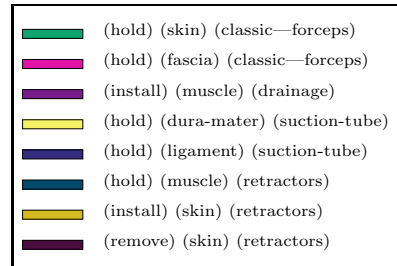 (hold) (skin) (classic—forceps)
(hold) (fascia) (classic—forceps)
(install) (muscle) (drainage)
(hold) (dura-mater) (suction-tube)
(hold) (ligament) (suction-tube)
(hold) (muscle) (retractors)
(install) (skin) (retractors)
(remove) (skin) (retractors)